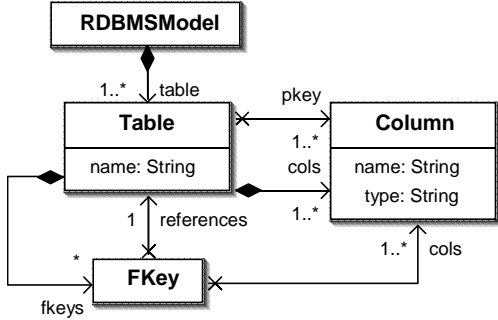 RDBMSModel
1..* table
pkey
Table
Column
1..*
name: String
cols
name: String
type: String
1..*
1 references
1..* cols
*
FKey
fkeys